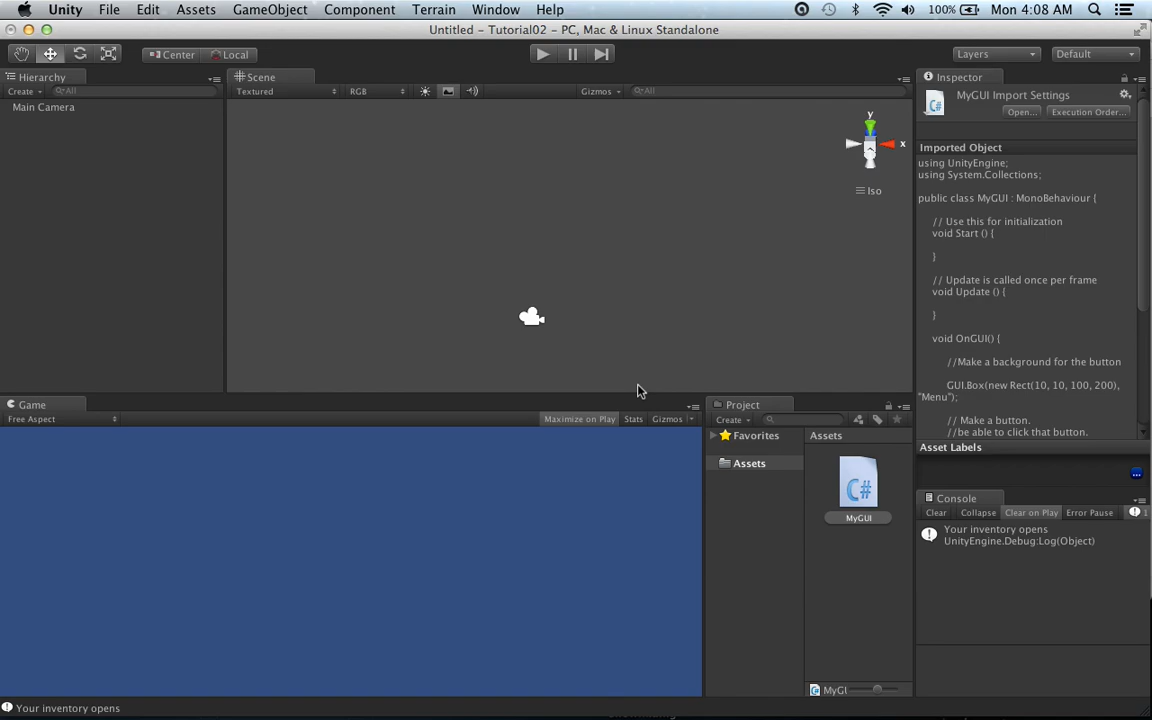 Unity File Edit Assets GameObject Component Terrain Window Help 100% Mon 4:08 AM
Untitled - Tutorial02 - PC, Mac & Linux Standalone
Center Local Layers Default
Hierarchy
Create All
Main Camera
Scene
Textured RGB Gizmos All
y
x
Iso
Inspector
MyGUI Import Settings
C#
Open... Execution Order...
Imported Object
using UnityEngine;
using System.Collections;
public class MyGUI : MonoBehaviour {
// Use this for initialization
void Start () {
}
// Update is called once per frame
void Update () {
}
void OnGUI() {
//Make a background for the button
GUI.Box(new Rect(10, 10, 100, 200),
"Menu");
// Make a button.
//be able to click that button.
Asset Labels
...
Game
Free Aspect Maximize on Play Stats Gizmos
Project
Create
Favorites
Assets
Assets
C#
MyGUI
MyGU
Console
Clear Collapse Clear on Play Error Pause 1
Your inventory opens
UnityEngine.Debug:Log(Object)
Your inventory opens